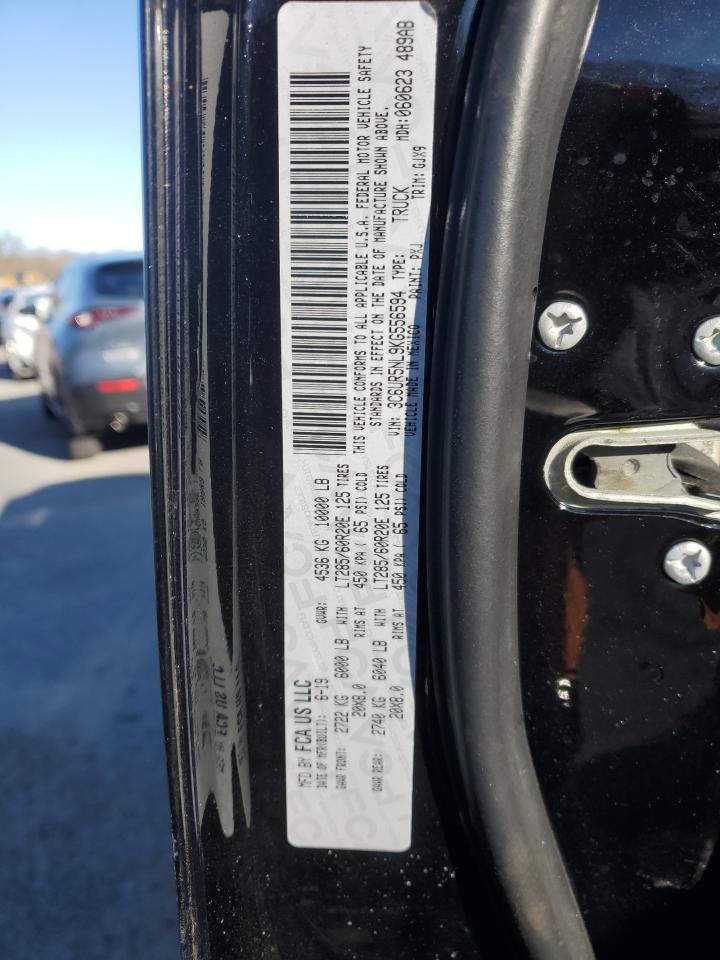 MFD BY FCA US LLC
DATE OF MFR(BUILT): 6-19 GVWR: 4536 KG 10000 LB
GAWR FRONT: 2722 KG 6000 LB WITH LT285/60R20E 125 TIRES
20X8.0 RIMS AT 450 KPA ( 65 PSI) COLD
GAWR REAR: 2740 KG 6040 LB WITH LT285/60R20E 125 TIRES
20X8.0 RIMS AT 450 KPA ( 65 PSI) COLD
THIS VEHICLE CONFORMS TO ALL APPLICABLE U.S.A. FEDERAL MOTOR VEHICLE SAFETY
STANDARDS IN EFFECT ON THE DATE OF MANUFACTURE SHOWN ABOVE.
VIN: 3C6UR5NL9KG556594 TYPE: TRUCK MDH:060623 489AB
VEHICLE MADE IN MEXICO PAINT: PXJ TRIM: GJX9